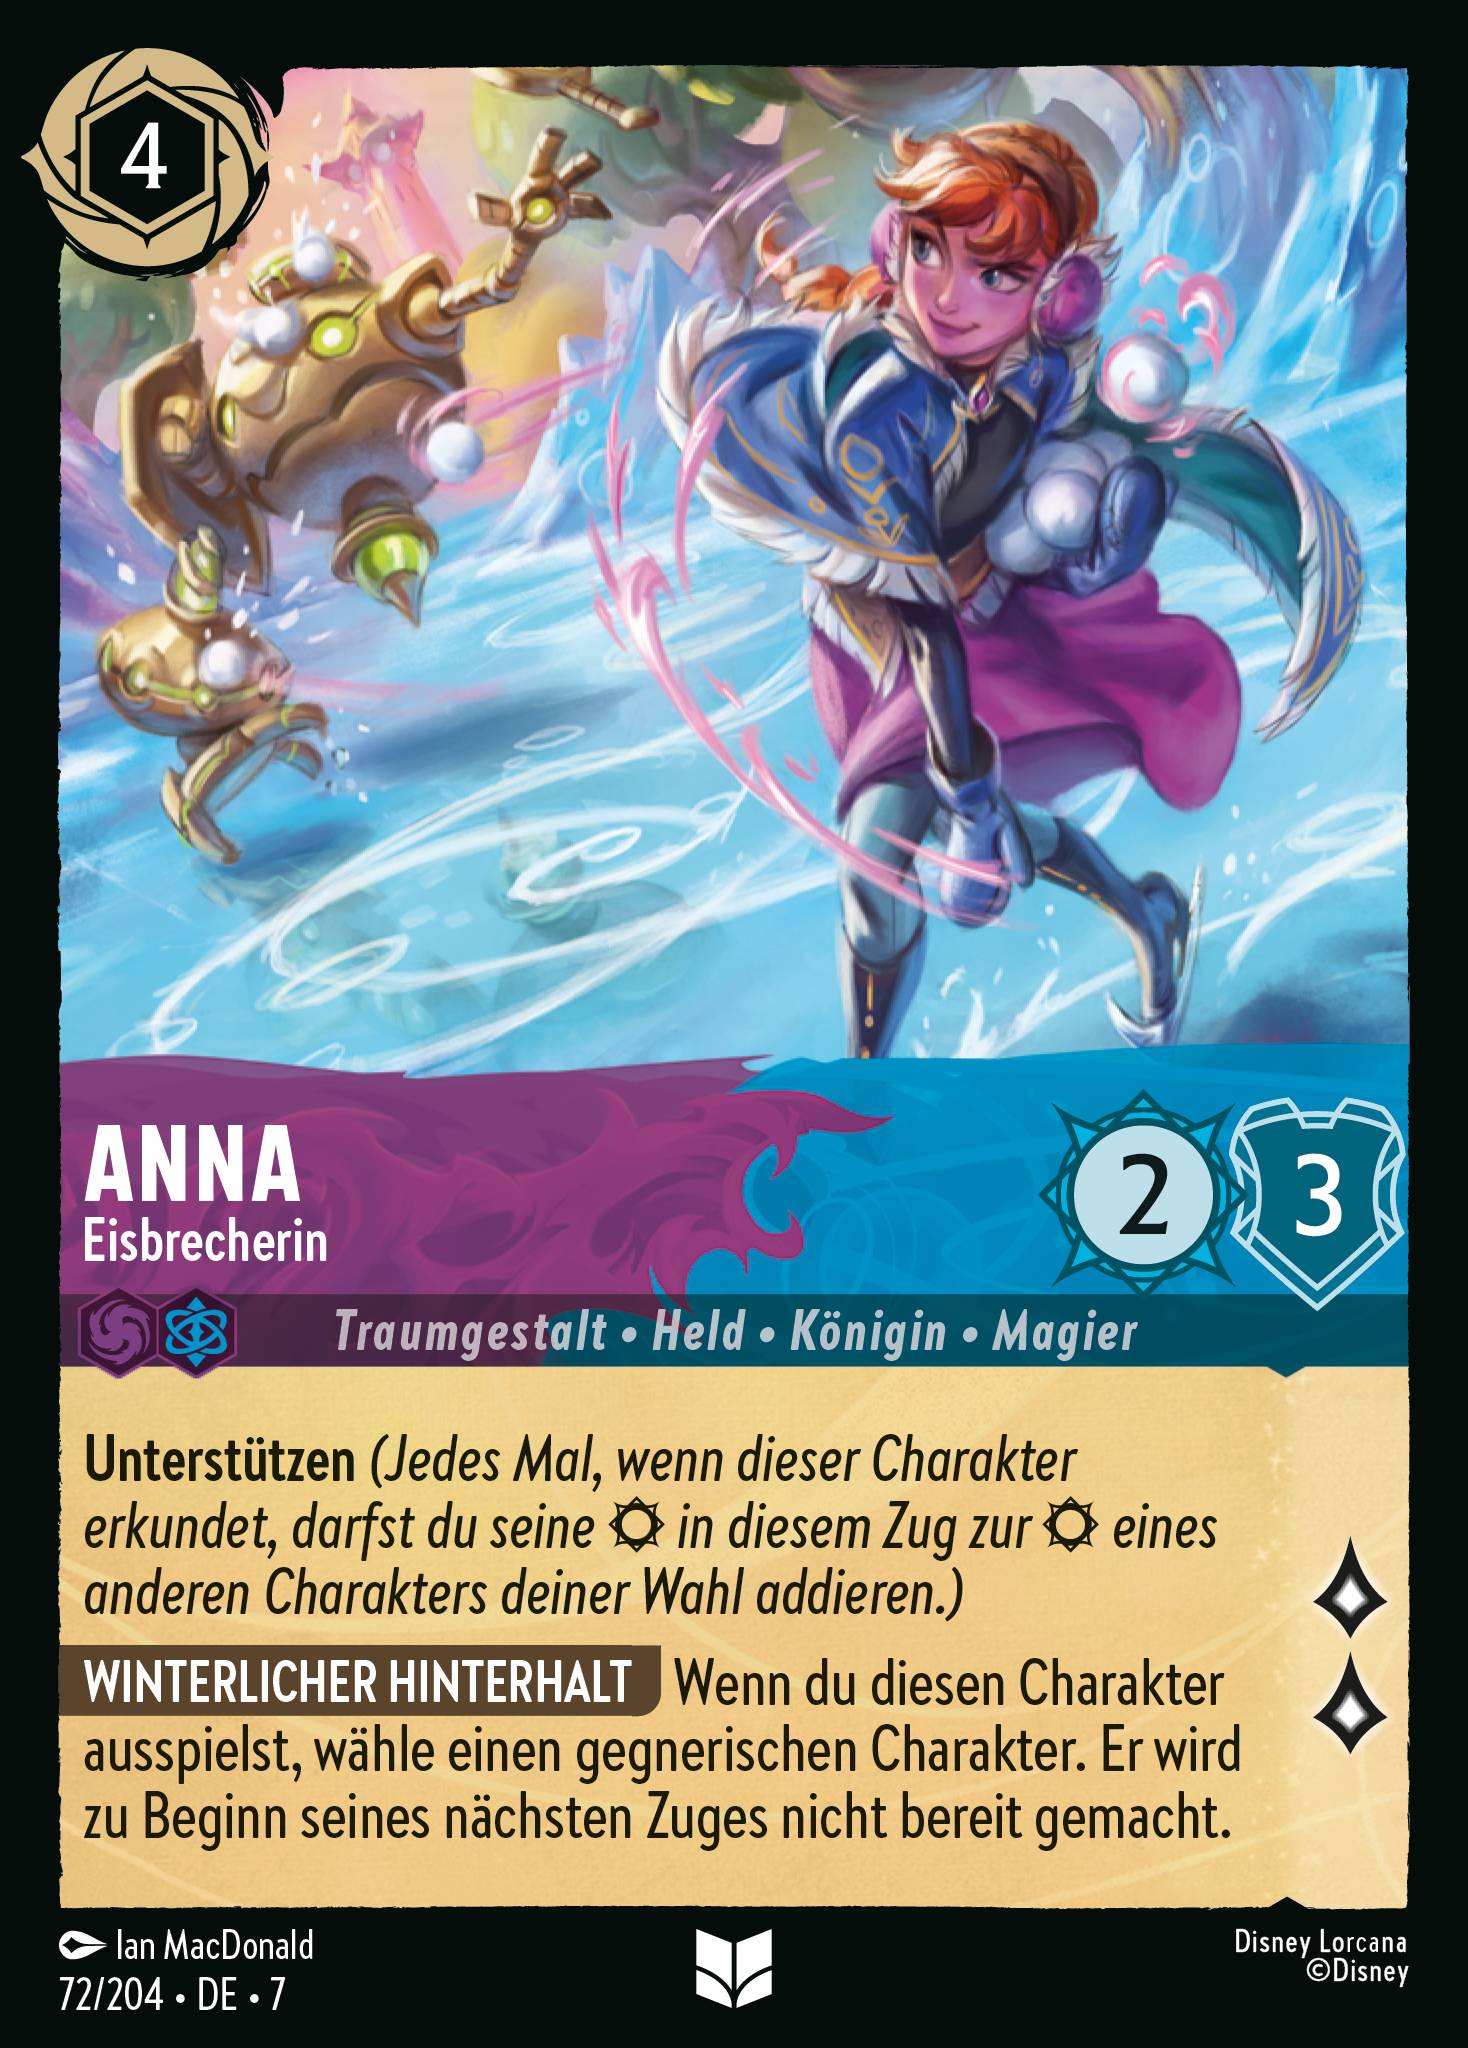 4
ANNA
Eisbrecherin
2
3
Traumgestalt • Held • Königin • Magier
Unterstützen (Jedes Mal, wenn dieser Charakter
erkundet, darfst du seine in diesem Zug zur eines
anderen Charakters deiner Wahl addieren.)
WINTERLICHER HINTERHALT Wenn du diesen Charakter
ausspielst, wähle einen gegnerischen Charakter. Er wird
zu Beginn seines nächsten Zuges nicht bereit gemacht.
Ian MacDonald
72/204 • DE • 7
Disney Lorcana
©Disney